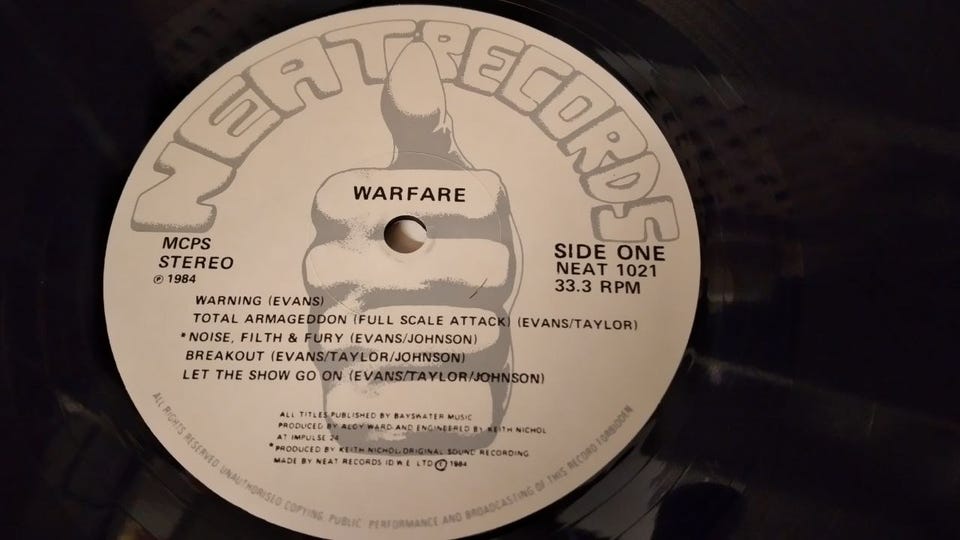 NEAT RECORDS
WARFARE
MCPS
STEREO
℗ 1984
SIDE ONE
NEAT 1021
33.3 RPM
WARNING (EVANS)
TOTAL ARMAGEDDON (FULL SCALE ATTACK) (EVANS/TAYLOR)
*NOISE, FILTH & FURY (EVANS/JOHNSON)
BREAKOUT (EVANS/TAYLOR/JOHNSON)
LET THE SHOW GO ON (EVANS/TAYLOR/JOHNSON)
ALL TITLES PUBLISHED BY BAYSWATER MUSIC
PRODUCED BY ALGY WARD AND ENGINEERED BY KEITH NICHOL
AT IMPULSE 24
*PRODUCED BY KEITH NICHOL. ORIGINAL SOUND RECORDING
MADE BY NEAT RECORDS (D W E LTD © 1984
ALL RIGHTS RESERVED UNAUTHORISED COPYING, PUBLIC PERFORMANCE AND BROADCASTING OF THIS RECORD FORBIDDEN